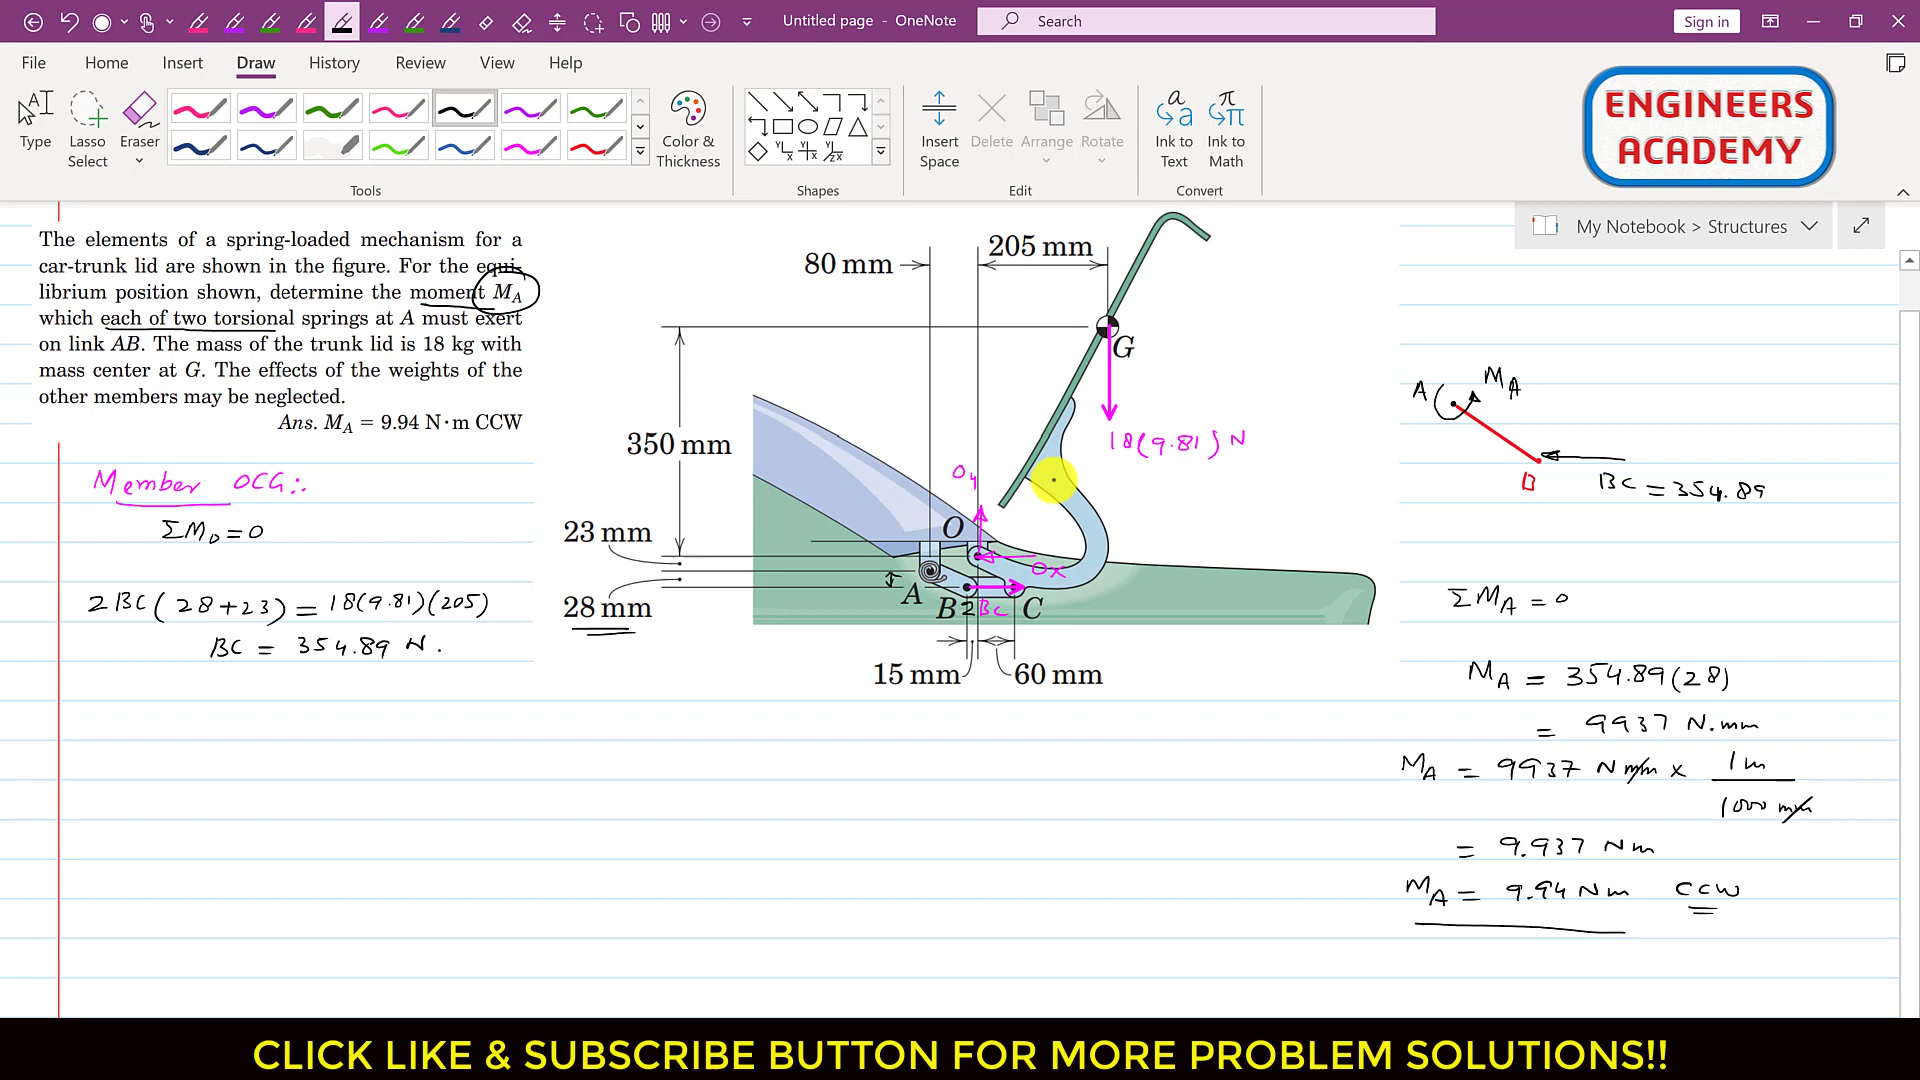 Untitled page - OneNote
Search
Sign in
File Home Insert Draw History Review View Help
Type
Lasso Select
Eraser
Color & Thickness
Insert Space
Delete
Arrange
Rotate
Ink to Text
Ink to Math
Tools
Shapes
Edit
Convert
ENGINEERS
ACADEMY
My Notebook > Structures
The elements of a spring-loaded mechanism for a
car-trunk lid are shown in the figure. For the equi-
librium position shown, determine the moment M_A
which each of two torsional springs at A must exert
on link AB. The mass of the trunk lid is 18 kg with
mass center at G. The effects of the weights of the
other members may be neglected.
Ans. M_A = 9.94 N·m CCW
Member OCG:
ΣM_O = 0
2BC(28+23) = 18(9.81)(205)
BC = 354.89 N.
80 mm
205 mm
G
350 mm
18(9.81) N
Oy
23 mm
O
Ox
A
28 mm
B
2BC
C
15 mm
60 mm
A
M_A
B
BC = 354.89
ΣM_A = 0
M_A = 354.89(28)
= 9937 N.mm
M_A = 9937 N mm x 1m
1000 mm
= 9.937 Nm
M_A = 9.94 Nm CCW
CLICK LIKE & SUBSCRIBE BUTTON FOR MORE PROBLEM SOLUTIONS!!